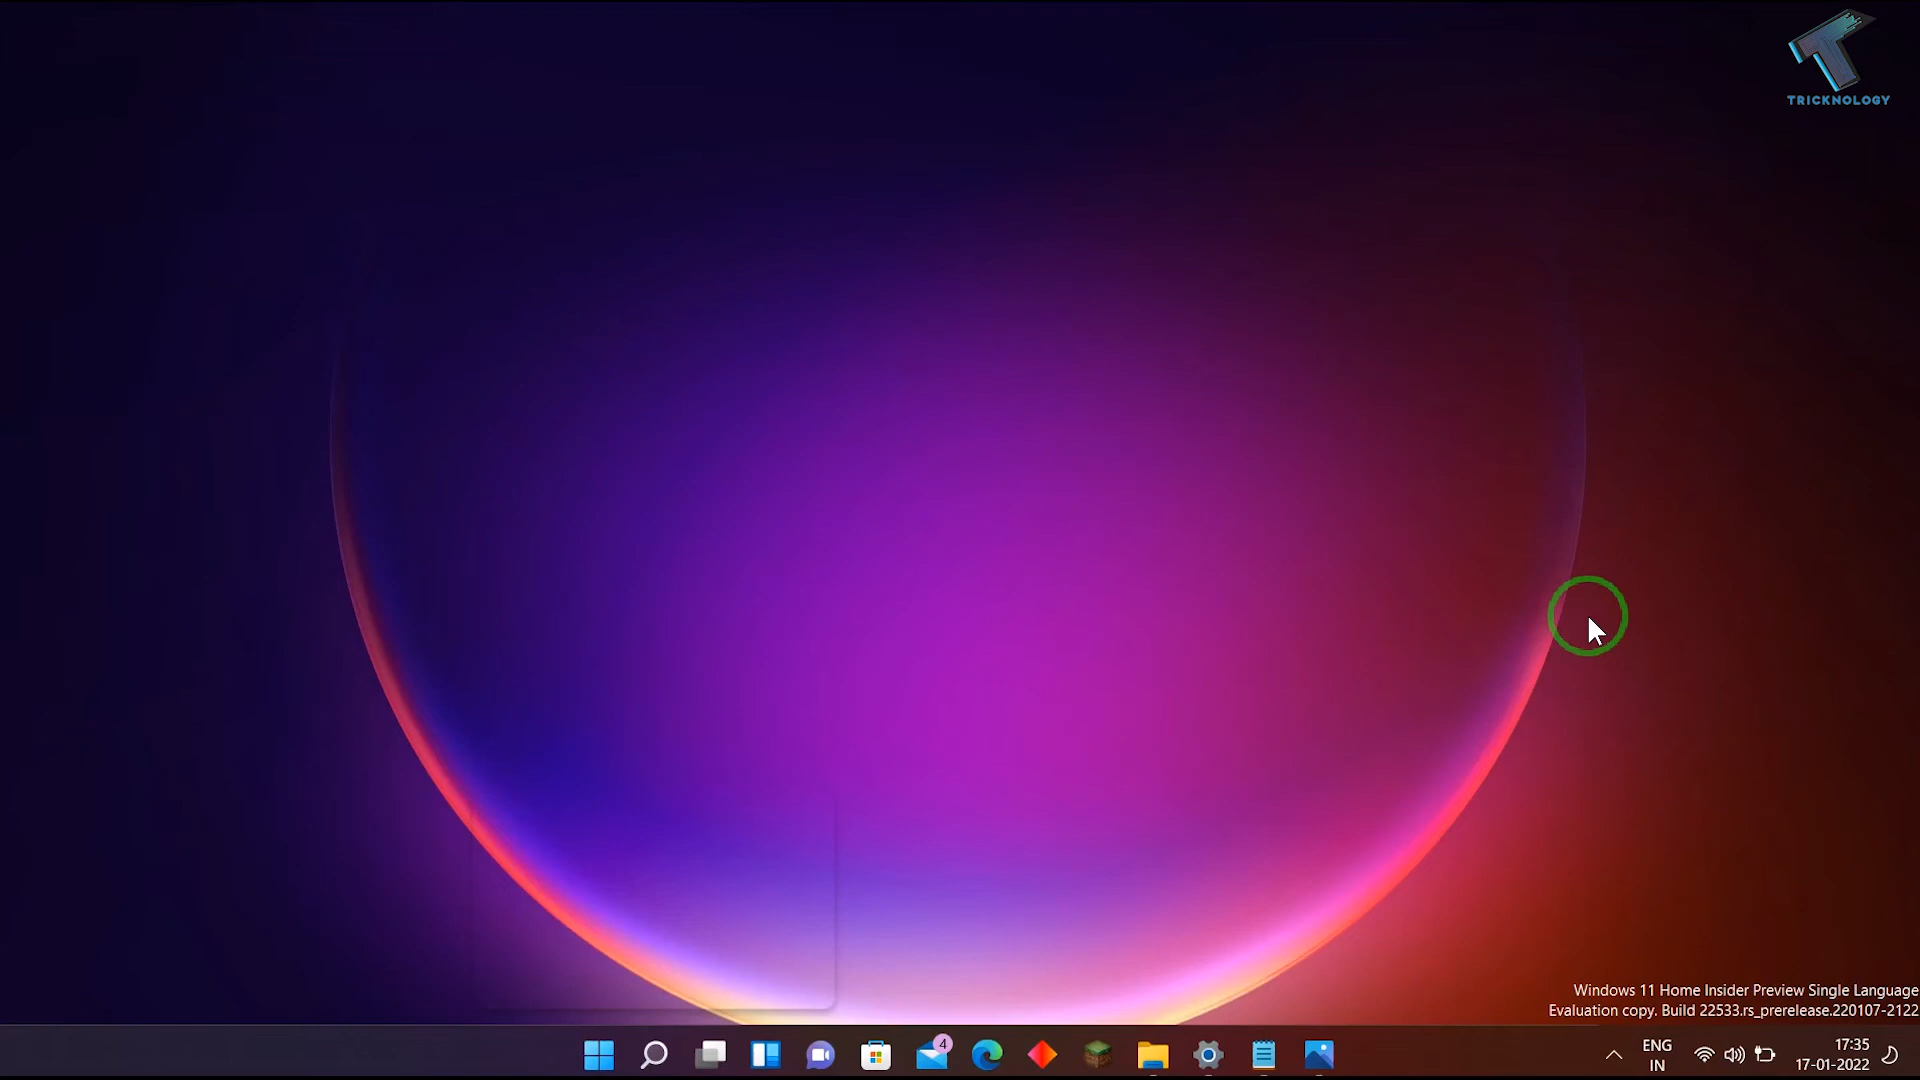 TRICKNOLOGY
Windows 11 Home Insider Preview Single Language
Evaluation copy. Build 22533.rs_prerelease.220107-2122
4
ENG
IN
17:35
17-01-2022